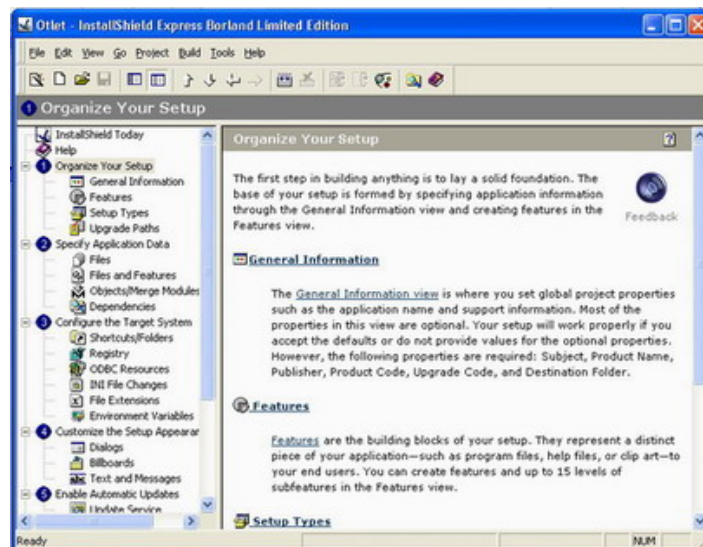 Otlet - InstallShield Express Borland Limited Edition
File Edit View Go Project Build Tools Help
1 Organize Your Setup
InstallShield Today
Help
1 Organize Your Setup
General Information
Features
Setup Types
Upgrade Paths
2 Specify Application Data
Files
Files and Features
Objects/Merge Modules
Dependencies
3 Configure the Target System
Shortcuts/Folders
Registry
ODBC Resources
INI File Changes
File Extensions
Environment Variables
4 Customize the Setup Appearan
Dialogs
Billboards
Text and Messages
5 Enable Automatic Updates
Update Service
Organize Your Setup
The first step in building anything is to lay a solid foundation. The
base of your setup is formed by specifying application information
through the General Information view and creating features in the
Features view.
Feedback
General Information
The General Information view is where you set global project properties
such as the application name and support information. Most of the
properties in this view are optional. Your setup will work properly if you
accept the defaults or do not provide values for the optional properties.
However, the following properties are required: Subject, Product Name,
Publisher, Product Code, Upgrade Code, and Destination Folder.
Features
Features are the building blocks of your setup. They represent a distinct
piece of your application—such as program files, help files, or clip art—to
your end users. You can create features and up to 15 levels of
subfeatures in the Features view.
Setup Types
Ready
NUM